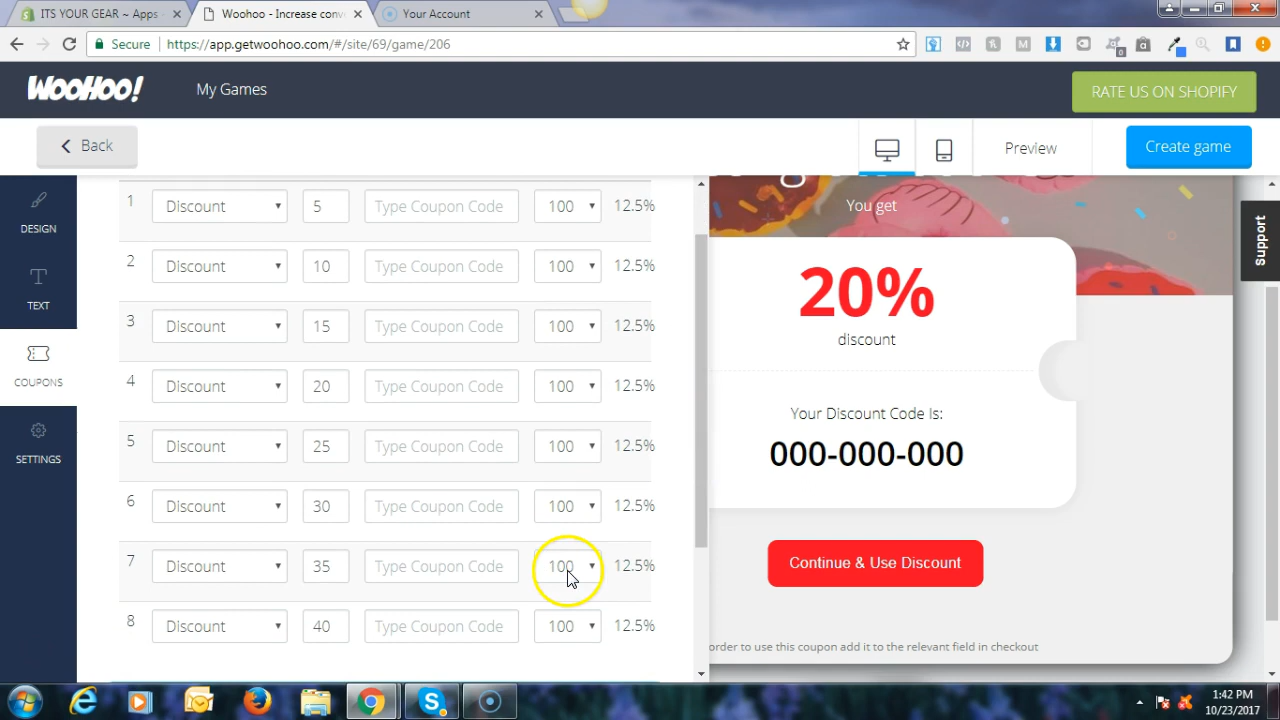 ITS YOUR GEAR ~ Apps
Woohoo - Increase conv
Your Account
Secure https://app.getwoohoo.com/#/site/69/game/206
WOOHOO!
My Games
RATE US ON SHOPIFY
Back
Preview
Create game
DESIGN
TEXT
COUPONS
SETTINGS
1 Discount 5 Type Coupon Code 100 12.5%
2 Discount 10 Type Coupon Code 100 12.5%
3 Discount 15 Type Coupon Code 100 12.5%
4 Discount 20 Type Coupon Code 100 12.5%
5 Discount 25 Type Coupon Code 100 12.5%
6 Discount 30 Type Coupon Code 100 12.5%
7 Discount 35 Type Coupon Code 100 12.5%
8 Discount 40 Type Coupon Code 100 12.5%
You get
20%
discount
Your Discount Code Is:
000-000-000
Continue & Use Discount
order to use this coupon add it to the relevant field in checkout
Support
1:42 PM
10/23/2017